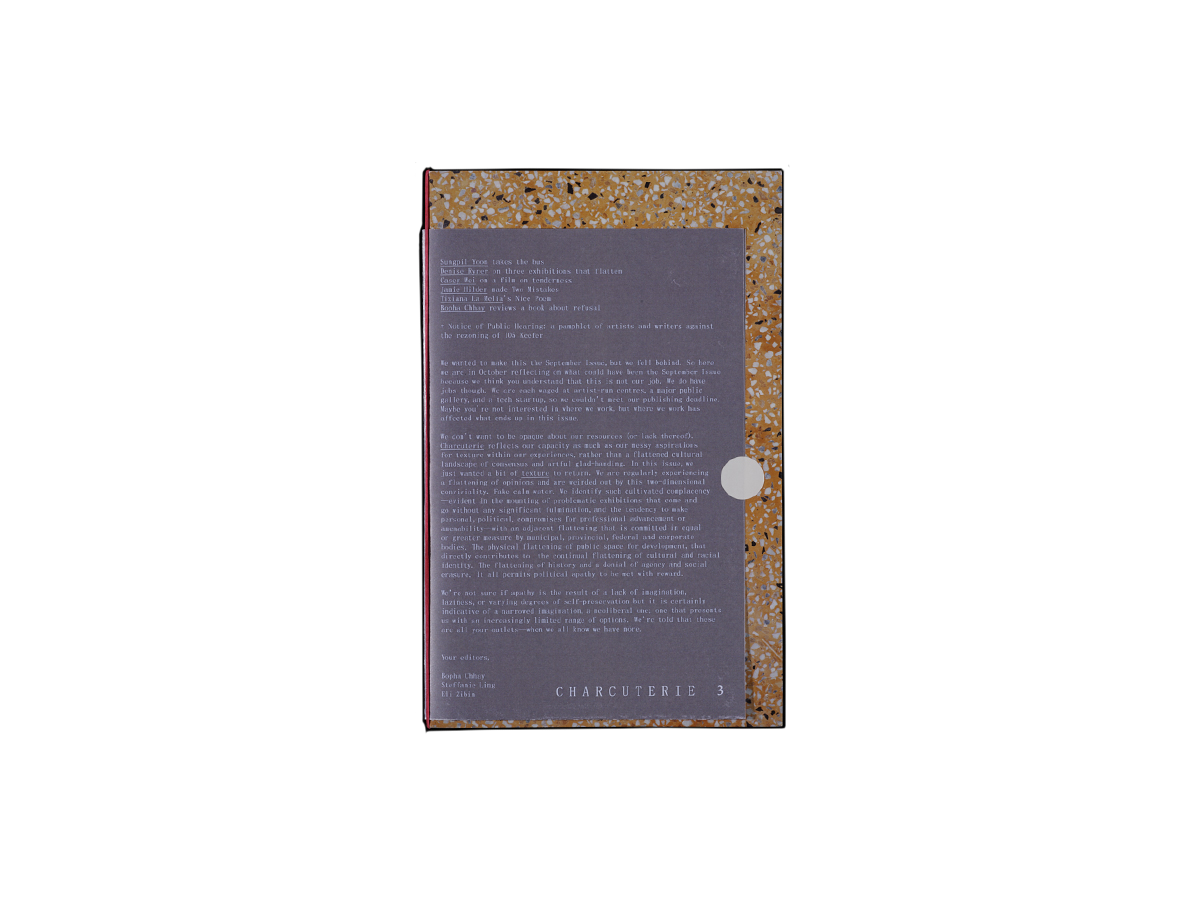 Sungpil Yoon takes the bus
Denise Ryner on three exhibitions that flatten
Casey Wei on a film on tenderness
Jamie Hilder made Two Mistakes
Tiziana La Melia's Nice Poem
Bopha Chhay reviews a book about refusal
+ Notice of Public Hearing: a pamphlet of artists and writers against
the rezoning of 105 Keefer
We wanted to make this the September Issue, but we fell behind. So here
we are in October reflecting on what could have been the September Issue
because we think you understand that this is not our job. We do have
jobs though. We are each waged at artist-run centres, a major public
gallery, and a tech startup, so we couldn't meet our publishing deadline.
Maybe you're not interested in where we work, but where we work has
affected what ends up in this issue.
We don't want to be opaque about our resources (or lack thereof).
Charcuterie reflects our capacity as much as our messy aspirations
for texture within our experiences, rather than a flattened cultural
landscape of consensus and artful glad-handing. In this issue, we
just wanted a bit of texture to return. We are regularly experiencing
a flattening of opinions and are weirded out by this two-dimensional
conviviality. Fake calm water. We identify such cultivated complacency
—evident in the mounting of problematic exhibitions that come and
go without any significant fulmination, and the tendency to make
personal, political, compromises for professional advancement or
amenability—with an adjacent flattening that is committed in equal
or greater measure by municipal, provincial, federal and corporate
bodies. The physical flattening of public space for development, that
directly contributes to the continual flattening of cultural and racial
identity. The flattening of history and a denial of agency and social
erasure, it all permits political apathy to be met with reward.
We're not sure if apathy is the result of a lack of imagination,
laziness, or varying degrees of self-preservation but it is certainly
indicative of a narrowed imagination, a neoliberal one, one that presents
us with an increasingly limited range of options. We're told that these
are all your outlets—when we all know we have more.
Your editors,
Bopha Chhay
Steffanie Ling
CHARCUTERIE 3